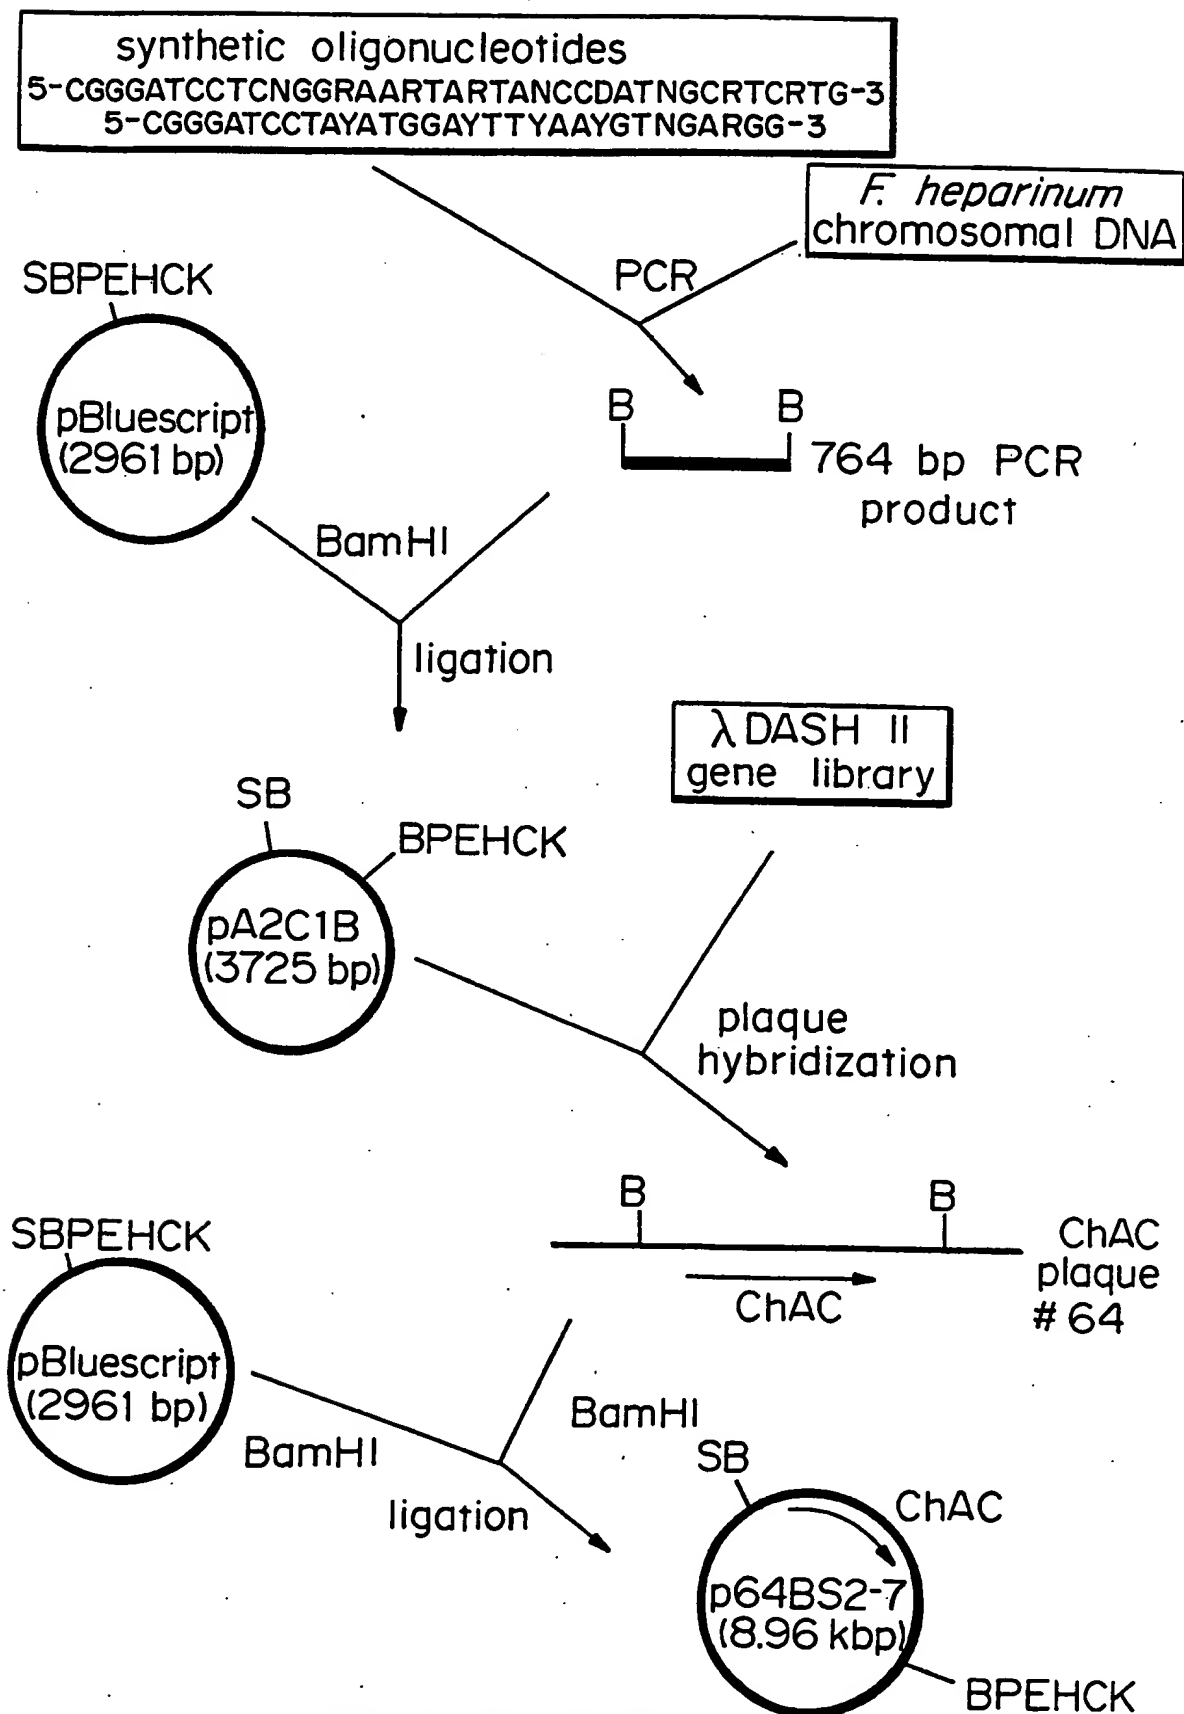 synthetic oligonucleotides
5-CGGGATCCTCNGGRAARTARTANCCDATNGCRTCRTG-3
5-CGGGATCCTAYATGGAYTTYAAYGTNGARGG-3
F. heparinum
chromosomal DNA
PCR
SBPEHCK
pBluescript
(2961 bp)
B B
764 bp PCR
product
BamHI
ligation
λDASH II
gene library
SB
BPEHCK
pA2C1B
(3725 bp)
plaque
hybridization
B B
ChAC
plaque
#64
ChAC
SBPEHCK
pBluescript
(2961 bp)
BamHI
BamHI
ligation
SB
ChAC
p64BS2-7
(8.96 kbp)
BPEHCK